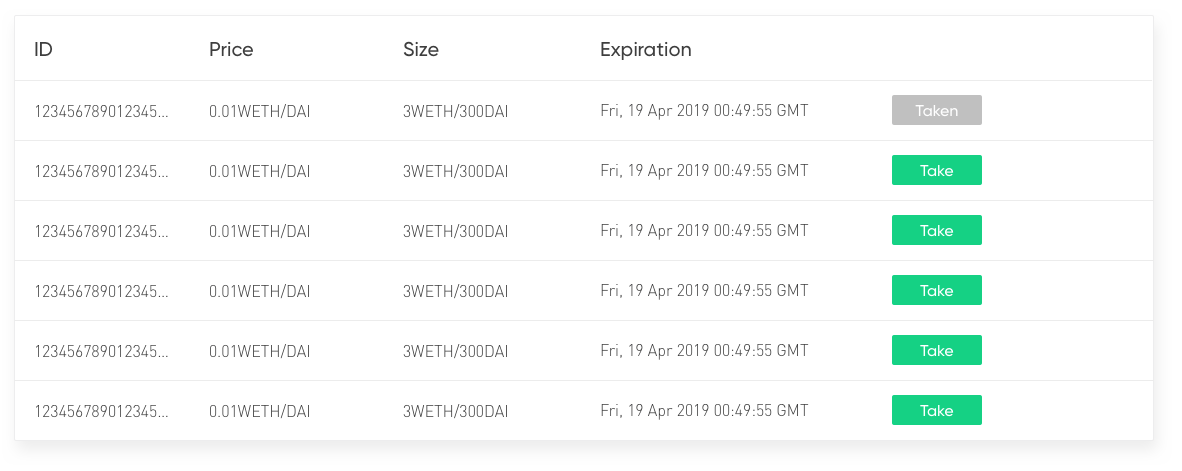 ID Price Size Expiration
123456789012345... 0.01WETH/DAI 3WETH/300DAI Fri, 19 Apr 2019 00:49:55 GMT Taken
123456789012345... 0.01WETH/DAI 3WETH/300DAI Fri, 19 Apr 2019 00:49:55 GMT Take
123456789012345... 0.01WETH/DAI 3WETH/300DAI Fri, 19 Apr 2019 00:49:55 GMT Take
123456789012345... 0.01WETH/DAI 3WETH/300DAI Fri, 19 Apr 2019 00:49:55 GMT Take
123456789012345... 0.01WETH/DAI 3WETH/300DAI Fri, 19 Apr 2019 00:49:55 GMT Take
123456789012345... 0.01WETH/DAI 3WETH/300DAI Fri, 19 Apr 2019 00:49:55 GMT Take